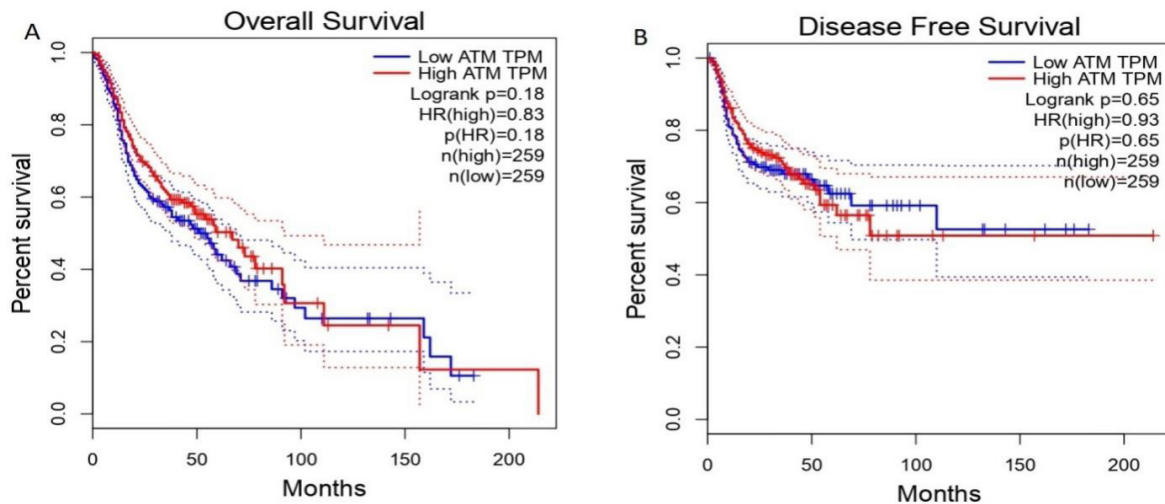 A
Overall Survival
Low ATM TPM
High ATM TPM
Logrank p=0.18
HR(high)=0.83
p(HR)=0.18
n(high)=259
n(low)=259
Percent survival
1.0
0.8
0.6
0.4
0.2
0.0
0 50 100 150 200
Months
B
Disease Free Survival
Low ATM TPM
High ATM TPM
Logrank p=0.65
HR(high)=0.93
p(HR)=0.65
n(high)=259
n(low)=259
Percent survival
1.0
0.8
0.6
0.4
0.2
0.0
0 50 100 150 200
Months